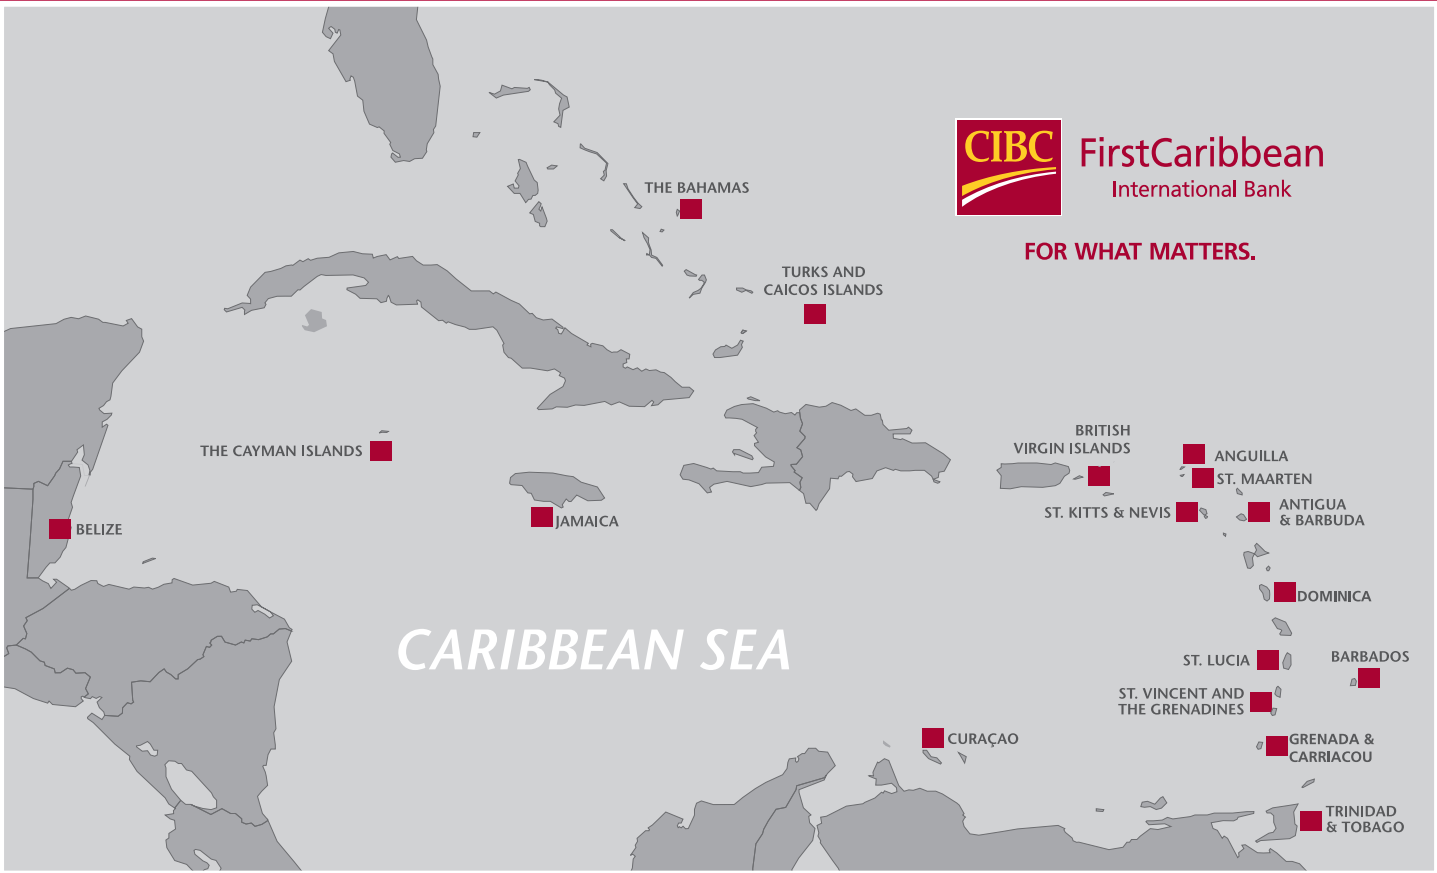 CIBC
FirstCaribbean
International Bank
FOR WHAT MATTERS.
THE BAHAMAS
TURKS AND
CAICOS ISLANDS
THE CAYMAN ISLANDS
BRITISH
VIRGIN ISLANDS
ANGUILLA
ST. MAARTEN
ST. KITTS & NEVIS
ANTIGUA
& BARBUDA
JAMAICA
BELIZE
DOMINICA
CARIBBEAN SEA
ST. LUCIA
BARBADOS
ST. VINCENT AND
THE GRENADINES
CURAÇAO
GRENADA &
CARRIACOU
TRINIDAD
& TOBAGO